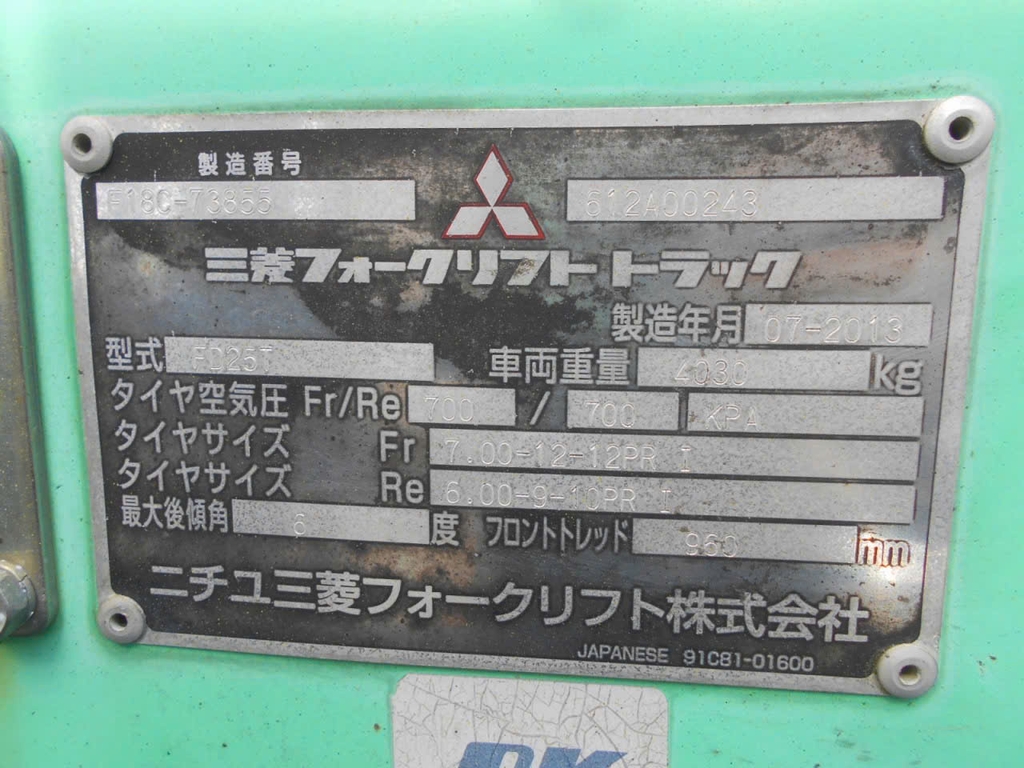 製造番号
F18C-73855 612A00243
三菱フォークリフト トラック
製造年月 07-2013
型式 FD25T 車両重量 4030 kg
タイヤ空気圧 Fr/Re 700 / 700 KPA
タイヤサイズ Fr 7.00-12-12PR I
タイヤサイズ Re 6.00-9-10PR I
最大後傾角 6 度 フロントトレッド 960 mm
ニチユ三菱フォークリフト株式会社
JAPANESE 91C81-01600